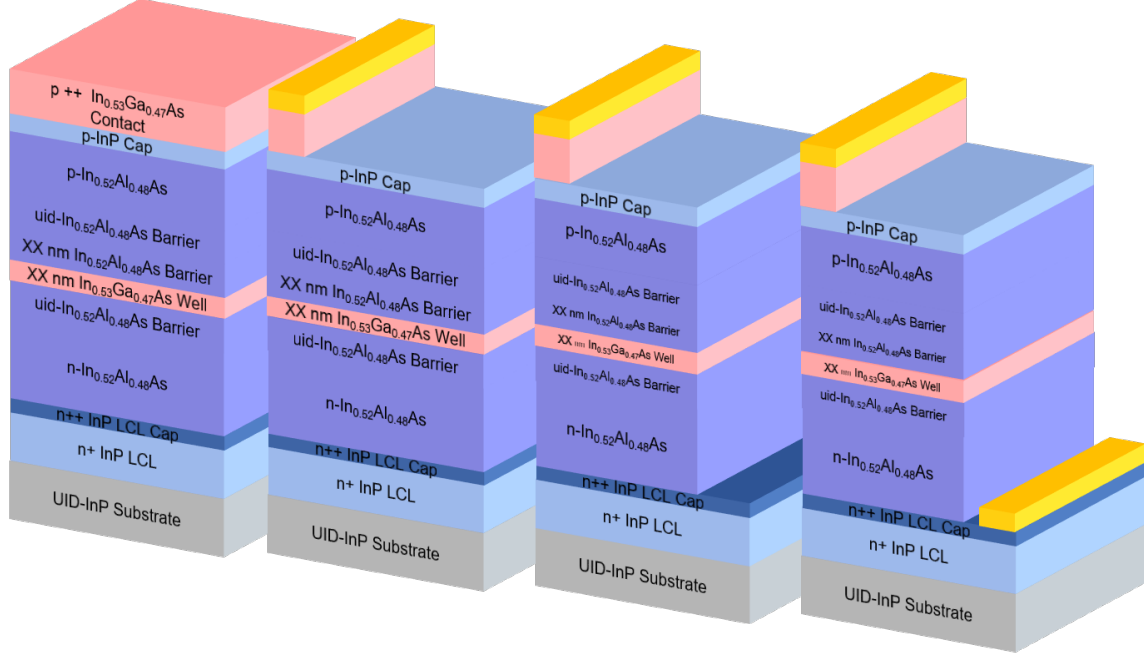 p ++ In0.53Ga0.47As
Contact
p-InP Cap
p-In0.52Al0.48As
uid-In0.52Al0.48As Barrier
XX nm In0.52Al0.48As Barrier
XX nm In0.53Ga0.47As Well
uid-In0.52Al0.48As Barrier
n-In0.52Al0.48As
n++ InP LCL Cap
n+ InP LCL
UID-InP Substrate
p-InP Cap
p-In0.52Al0.48As
uid-In0.52Al0.48As Barrier
XX nm In0.52Al0.48As Barrier
XX nm In0.53Ga0.47As Well
uid-In0.52Al0.48As Barrier
n-In0.52Al0.48As
n++ InP LCL Cap
n+ InP LCL
UID-InP Substrate
p-InP Cap
p-In0.52Al0.48As
uid-In0.52Al0.48As Barrier
XX nm In0.52Al0.48As Barrier
XX nm In0.53Ga0.47As Well
uid-In0.52Al0.48As Barrier
n-In0.52Al0.48As
n++ InP LCL Cap
n+ InP LCL
UID-InP Substrate
p-InP Cap
p-In0.52Al0.48As
uid-In0.52Al0.48As Barrier
XX nm In0.52Al0.48As Barrier
XX nm In0.53Ga0.47As Well
uid-In0.52Al0.48As Barrier
n-In0.52Al0.48As
n++ InP LCL Cap
n+ InP LCL
UID-InP Substrate